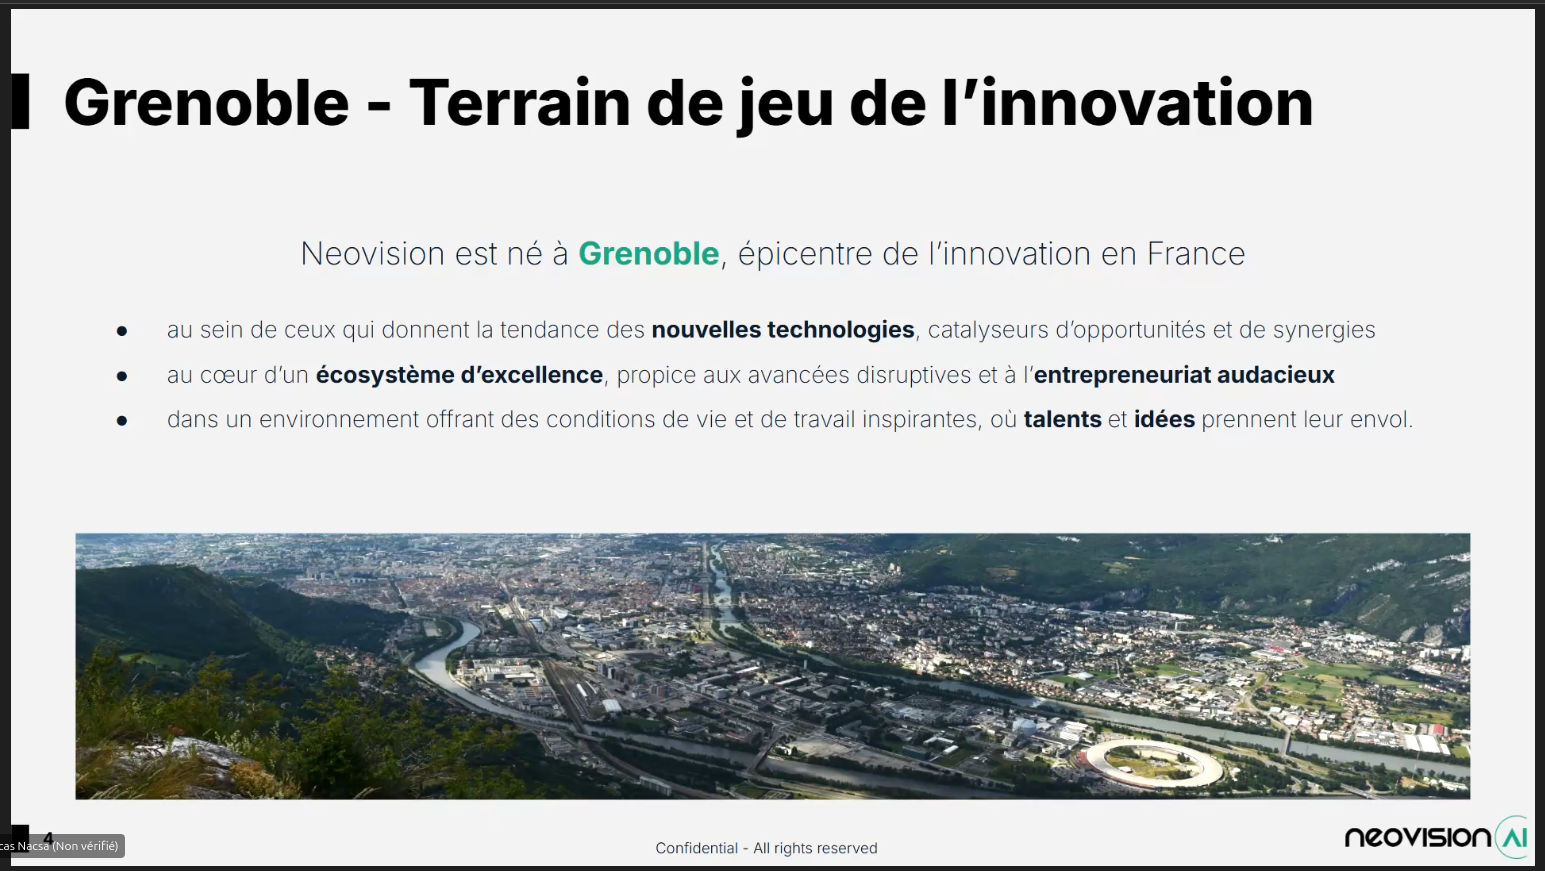 Grenoble - Terrain de jeu de l’innovation
Neovision est né à Grenoble, épicentre de l’innovation en France
● au sein de ceux qui donnent la tendance des nouvelles technologies, catalyseurs d’opportunités et de synergies
● au cœur d’un écosystème d’excellence, propice aux avancées disruptives et à l’entrepreneuriat audacieux
● dans un environnement offrant des conditions de vie et de travail inspirantes, où talents et idées prennent leur envol.
4
cas Nacsa (Non vérifié)
Confidential - All rights reserved
neovision AI